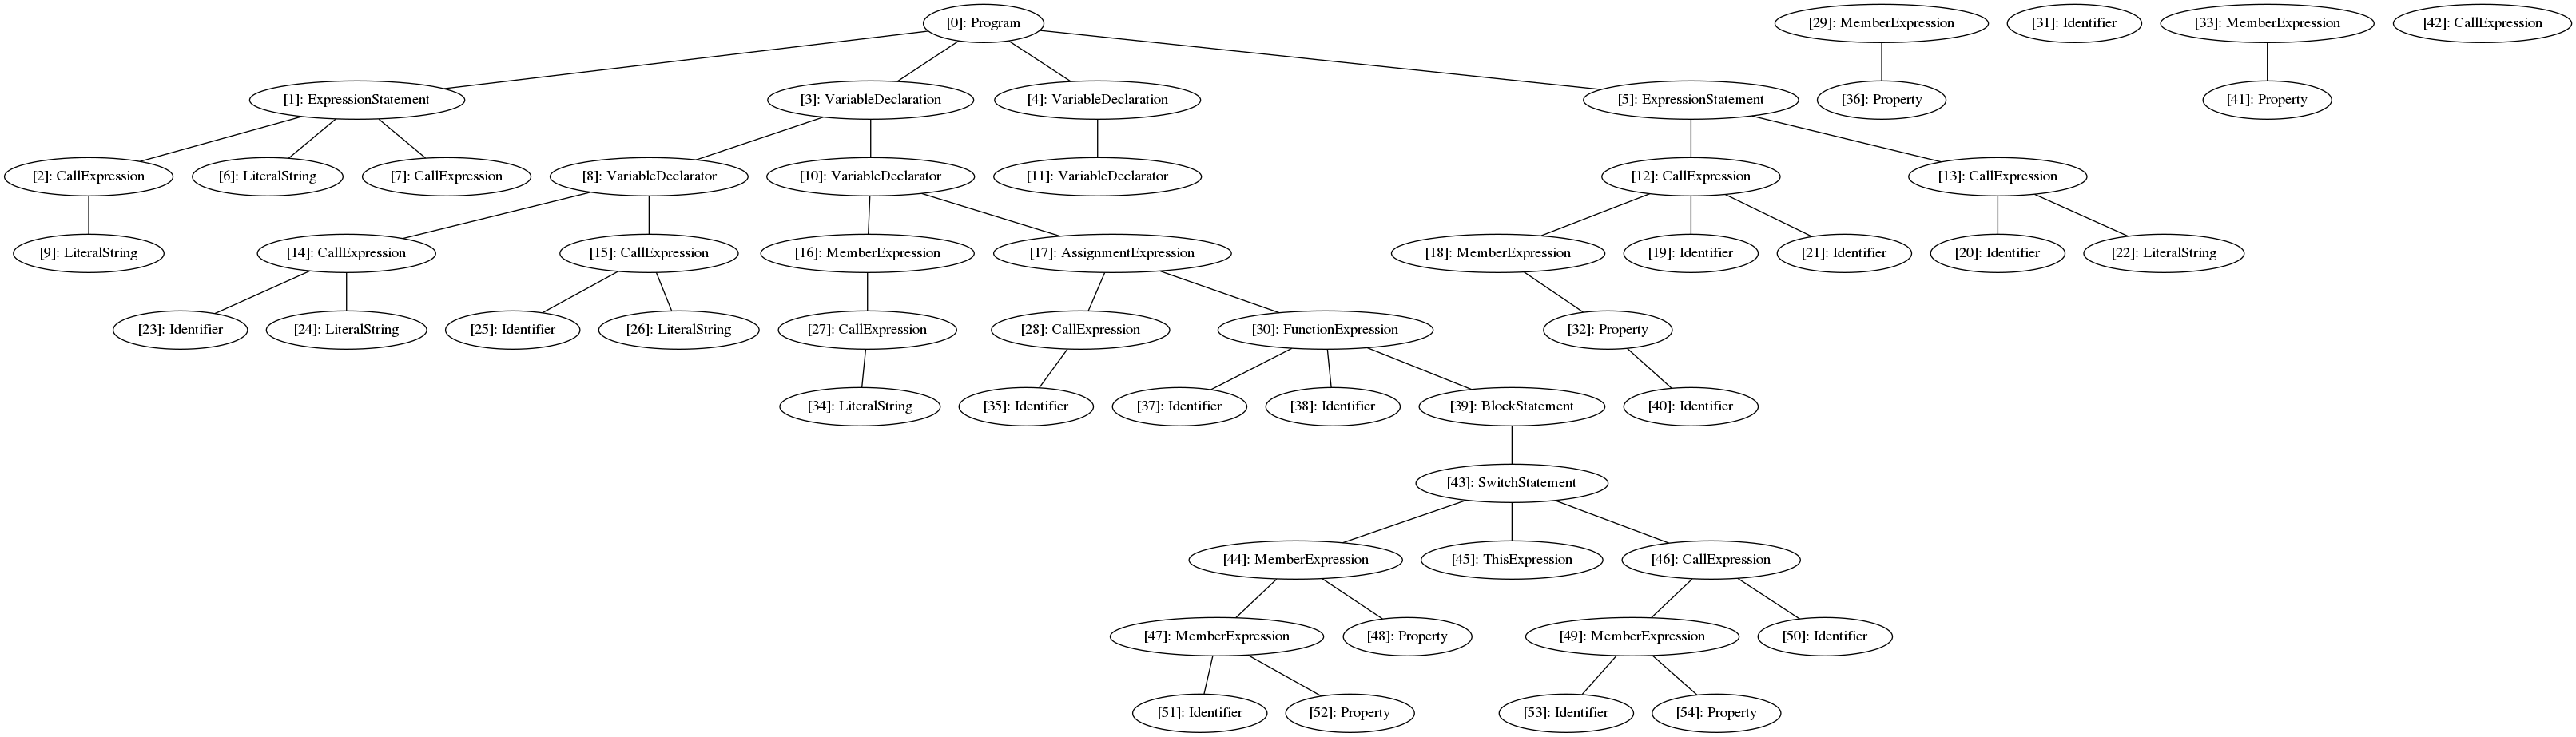 [0]: Program
[29]: MemberExpression
[31]: Identifier
[33]: MemberExpression
[42]: CallExpression
[1]: ExpressionStatement
[3]: VariableDeclaration
[4]: VariableDeclaration
[5]: ExpressionStatement
[36]: Property
[41]: Property
[2]: CallExpression
[6]: LiteralString
[7]: CallExpression
[8]: VariableDeclarator
[10]: VariableDeclarator
[11]: VariableDeclarator
[12]: CallExpression
[13]: CallExpression
[9]: LiteralString
[14]: CallExpression
[15]: CallExpression
[16]: MemberExpression
[17]: AssignmentExpression
[18]: MemberExpression
[19]: Identifier
[21]: Identifier
[20]: Identifier
[22]: LiteralString
[23]: Identifier
[24]: LiteralString
[25]: Identifier
[26]: LiteralString
[27]: CallExpression
[28]: CallExpression
[30]: FunctionExpression
[32]: Property
[34]: LiteralString
[35]: Identifier
[37]: Identifier
[38]: Identifier
[39]: BlockStatement
[40]: Identifier
[43]: SwitchStatement
[44]: MemberExpression
[45]: ThisExpression
[46]: CallExpression
[47]: MemberExpression
[48]: Property
[49]: MemberExpression
[50]: Identifier
[51]: Identifier
[52]: Property
[53]: Identifier
[54]: Property